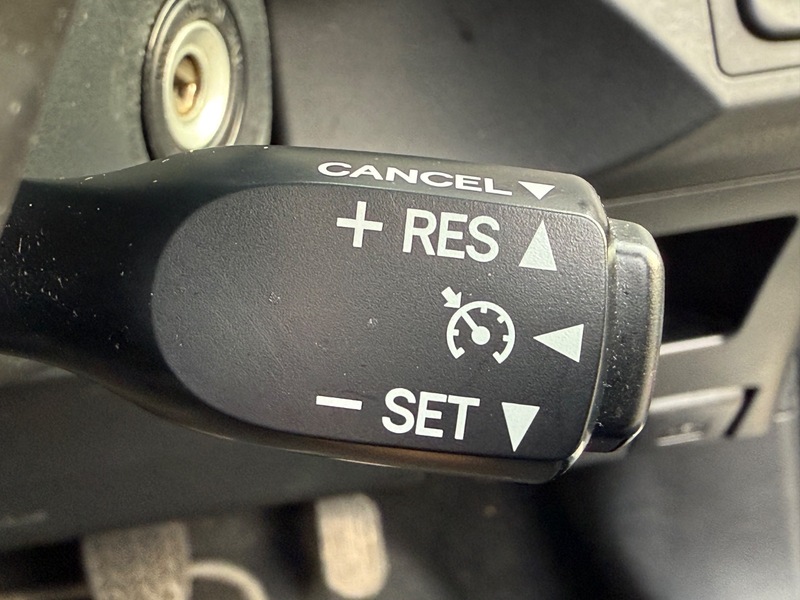 CANCEL ▼
+ RES ▲
◀
− SET ▼